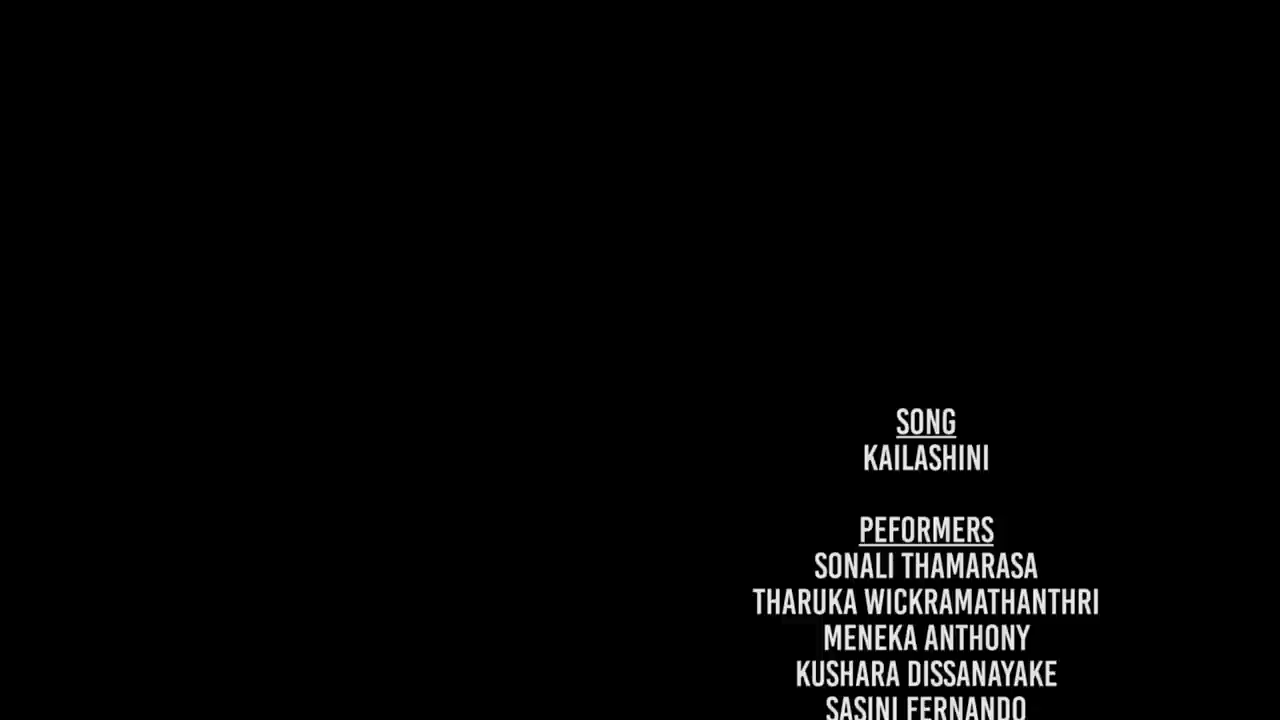 SONG
KAILASHINI
PEFORMERS
SONALI THAMARASA
THARUKA WICKRAMATHANTHRI
MENEKA ANTHONY
KUSHARA DISSANAYAKE
SASINI FERNANDO